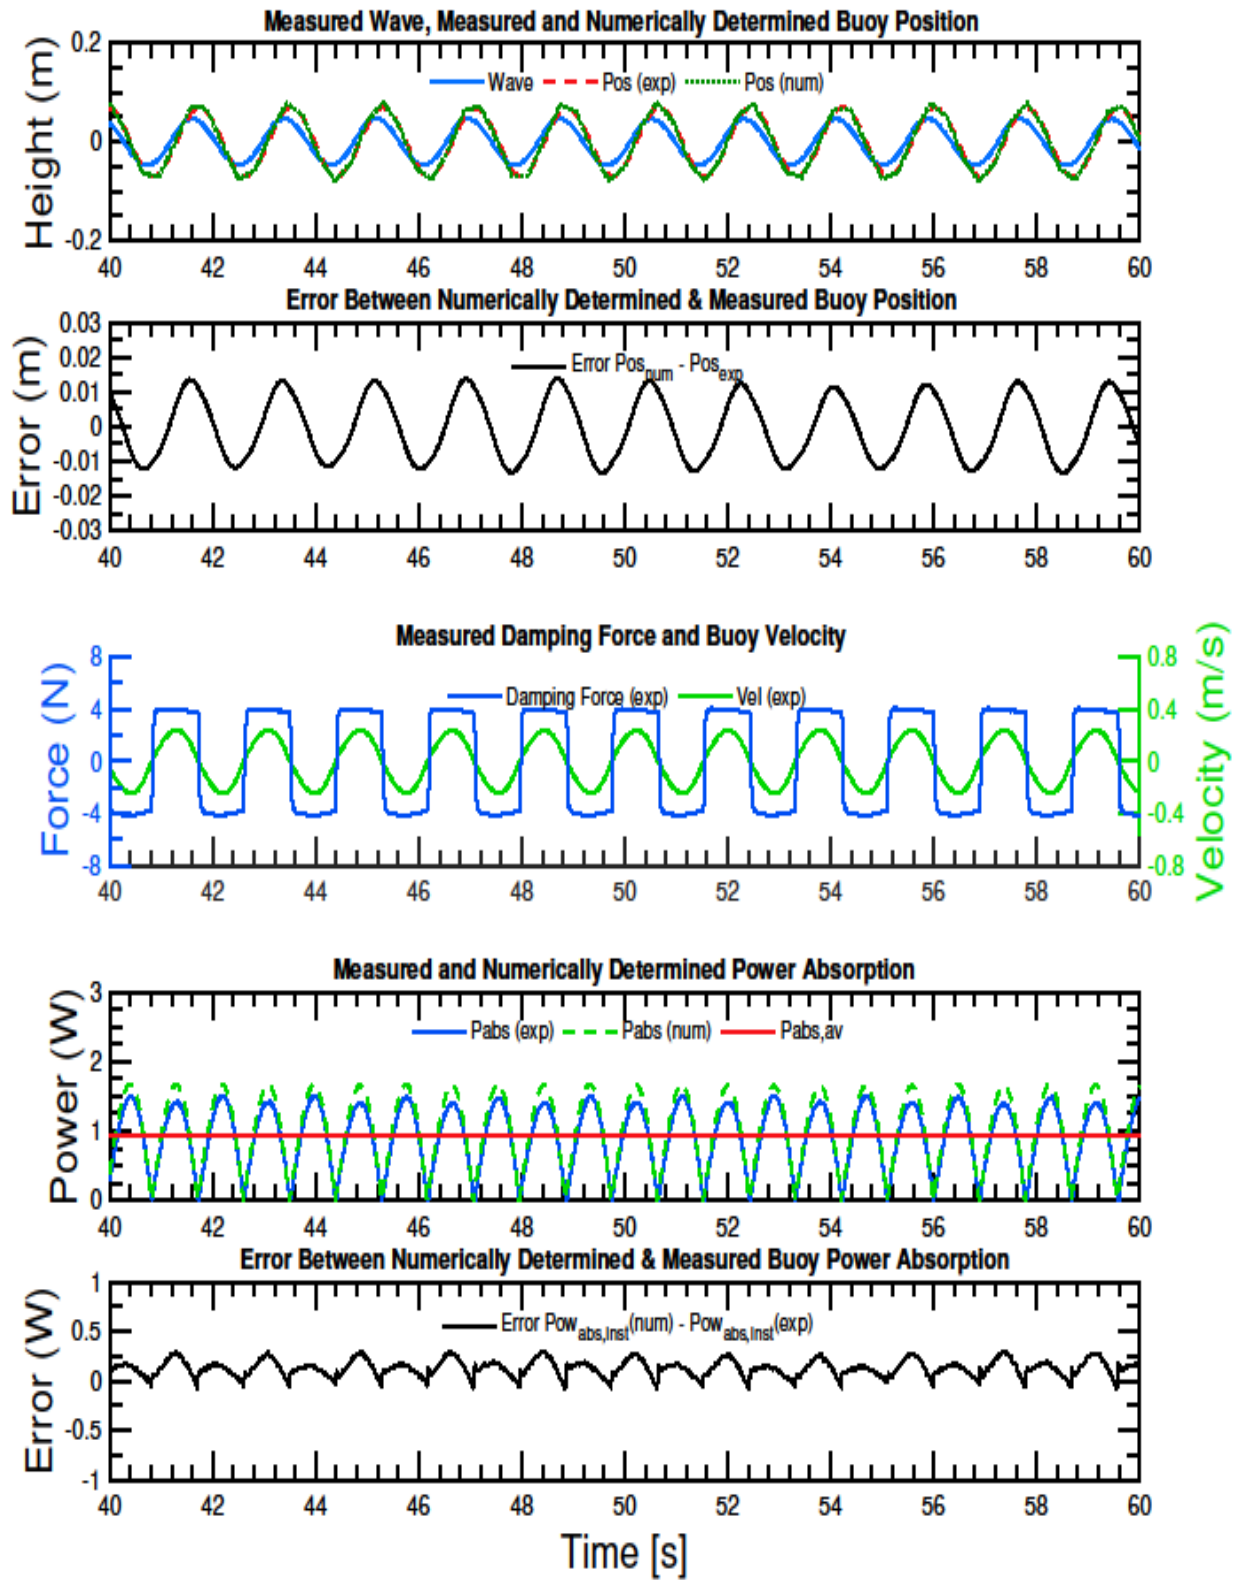 Measured Wave, Measured and Numerically Determined Buoy Position
Height (m)
0.2
0
-0.2
Wave Pos (exp) Pos (num)
40 42 44 46 48 50 52 54 56 58 60
Error Between Numerically Determined & Measured Buoy Position
Error (m)
0.03
0.02
0.01
0
-0.01
-0.02
-0.03
Error Pos_num - Pos_exp
40 42 44 46 48 50 52 54 56 58 60
Measured Damping Force and Buoy Velocity
Force (N)
8
4
0
-4
-8
Damping Force (exp) Vel (exp)
0.8
0.4
0
-0.4
-0.8
Velocity (m/s)
40 42 44 46 48 50 52 54 56 58 60
Measured and Numerically Determined Power Absorption
Power (W)
3
2
1
0
Pabs (exp) Pabs (num) Pabs,av
40 42 44 46 48 50 52 54 56 58 60
Error Between Numerically Determined & Measured Buoy Power Absorption
Error (W)
1
0.5
0
-0.5
-1
Error Pow_abs,Inst(num) - Pow_abs,Inst(exp)
40 42 44 46 48 50 52 54 56 58 60
Time [s]